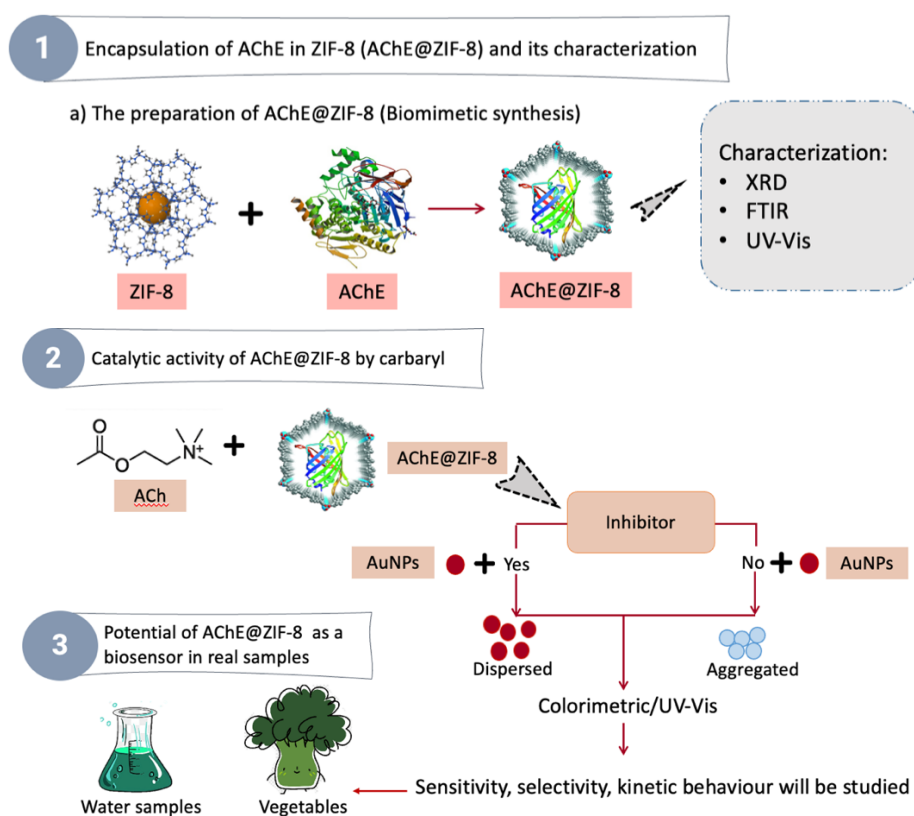 1
Encapsulation of AChE in ZIF-8 (AChE@ZIF-8) and its characterization
a) The preparation of AChE@ZIF-8 (Biomimetic synthesis)
ZIF-8
AChE
AChE@ZIF-8
Characterization:
• XRD
• FTIR
• UV-Vis
2
Catalytic activity of AChE@ZIF-8 by carbaryl
O
O
N+
ACh
AChE@ZIF-8
Inhibitor
AuNPs
Yes
No
AuNPs
Dispersed
Aggregated
Colorimetric/UV-Vis
Sensitivity, selectivity, kinetic behaviour will be studied
3
Potential of AChE@ZIF-8 as a
biosensor in real samples
Water samples
Vegetables